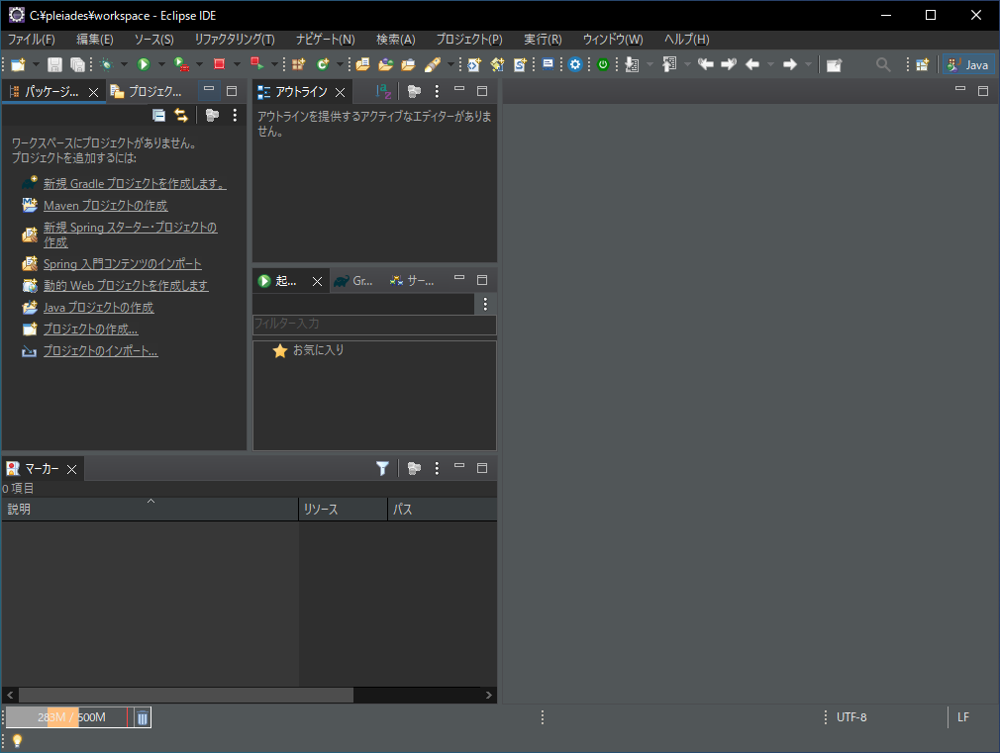 C:¥pleiades¥workspace - Eclipse IDE
ファイル(F) 編集(E) ソース(S) リファクタリング(T) ナビゲート(N) 検索(A) プロジェクト(P) 実行(R) ウィンドウ(W) ヘルプ(H)
Java
パッケージ... プロジェク...
アウトライン
ワークスペースにプロジェクトがありません。
プロジェクトを追加するには:
新規 Gradle プロジェクトを作成します。
Maven プロジェクトの作成
新規 Spring スターター・プロジェクトの
作成
Spring 入門コンテンツのインポート
動的 Web プロジェクトを作成します
Java プロジェクトの作成
プロジェクトの作成...
プロジェクトのインポート...
アウトラインを提供するアクティブなエディターがありま
せん。
起... Gr... サー...
フィルター入力
お気に入り
マーカー
0 項目
説明 リソース パス
283M / 500M
UTF-8 LF